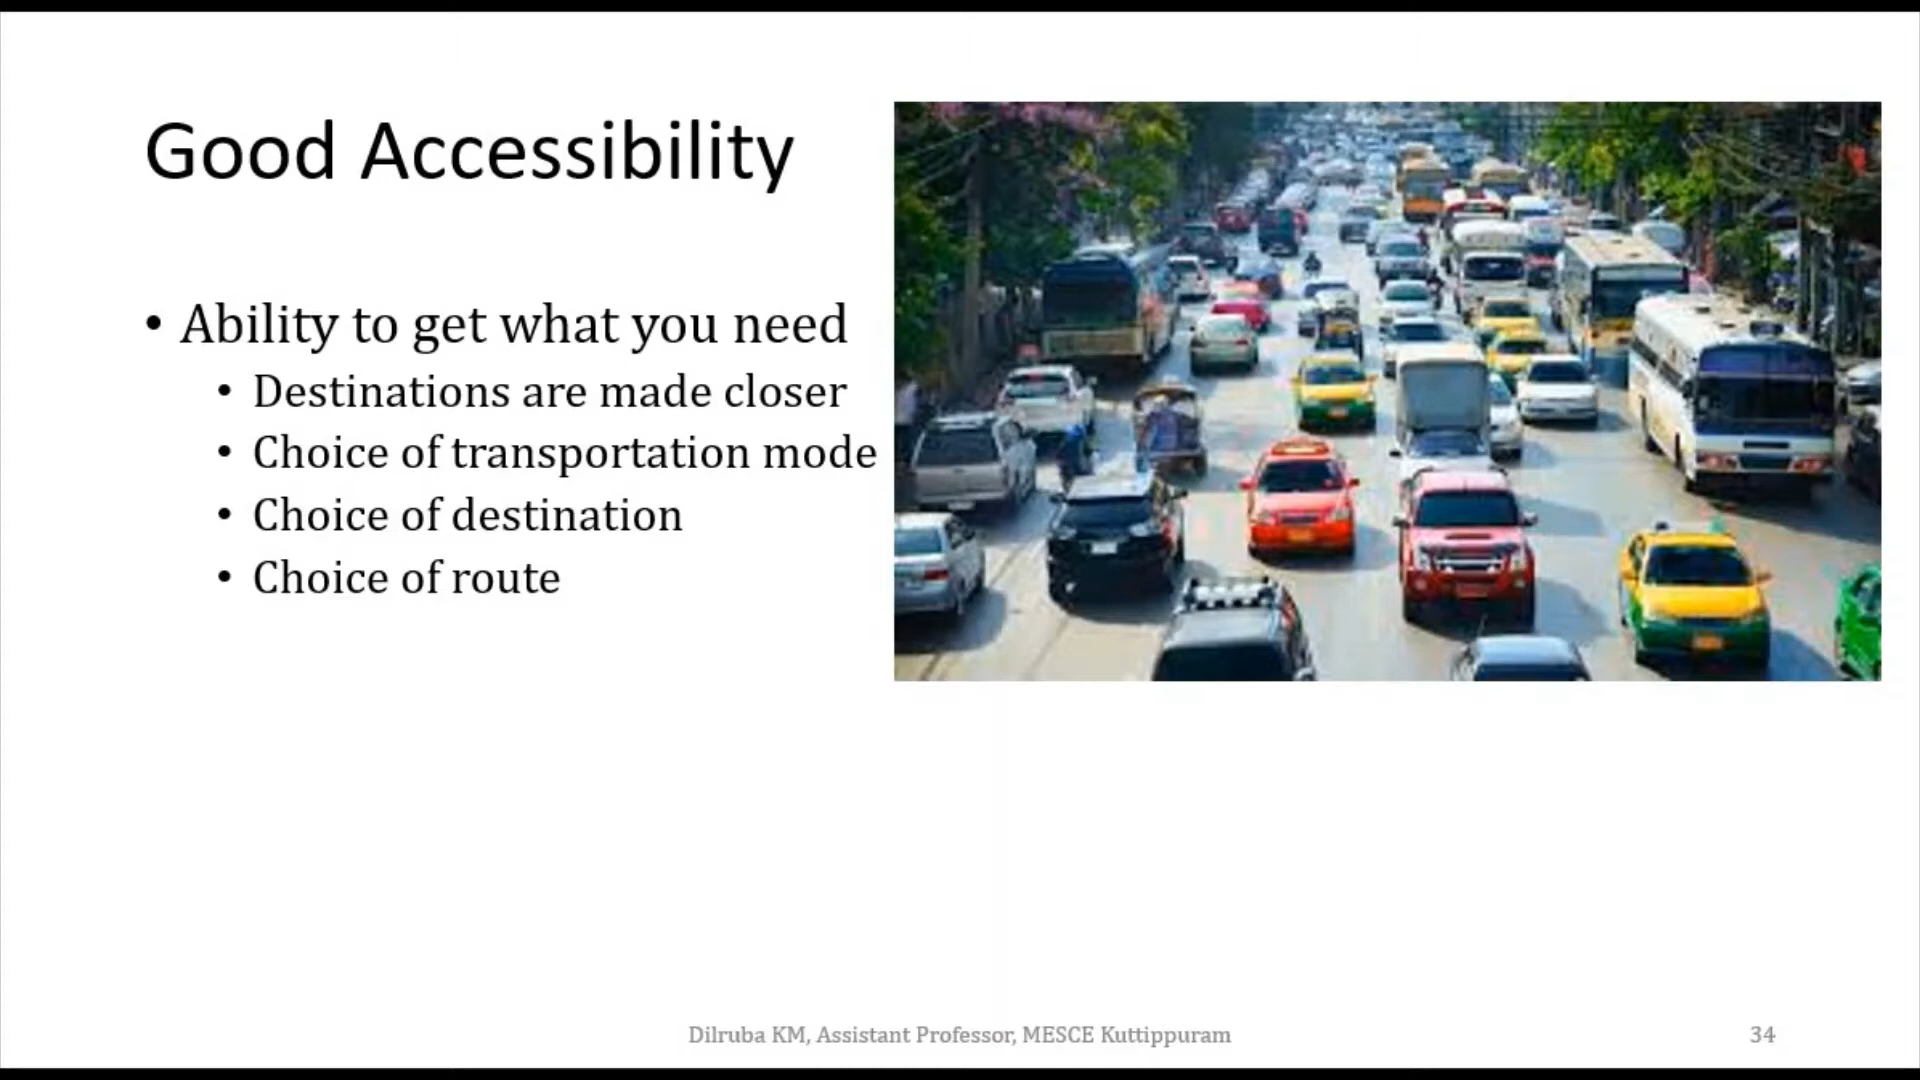 Good Accessibility
• Ability to get what you need
• Destinations are made closer
• Choice of transportation mode
• Choice of destination
• Choice of route
Dilruba KM, Assistant Professor, MESCE Kuttippuram
34